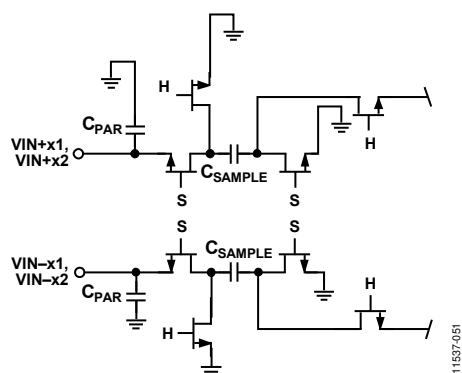 H
C_PAR
VIN+x1,
VIN+x2
C_SAMPLE
H
S
S
S
S
C_SAMPLE
VIN–x1,
VIN–x2
C_PAR
H
H
11537-051